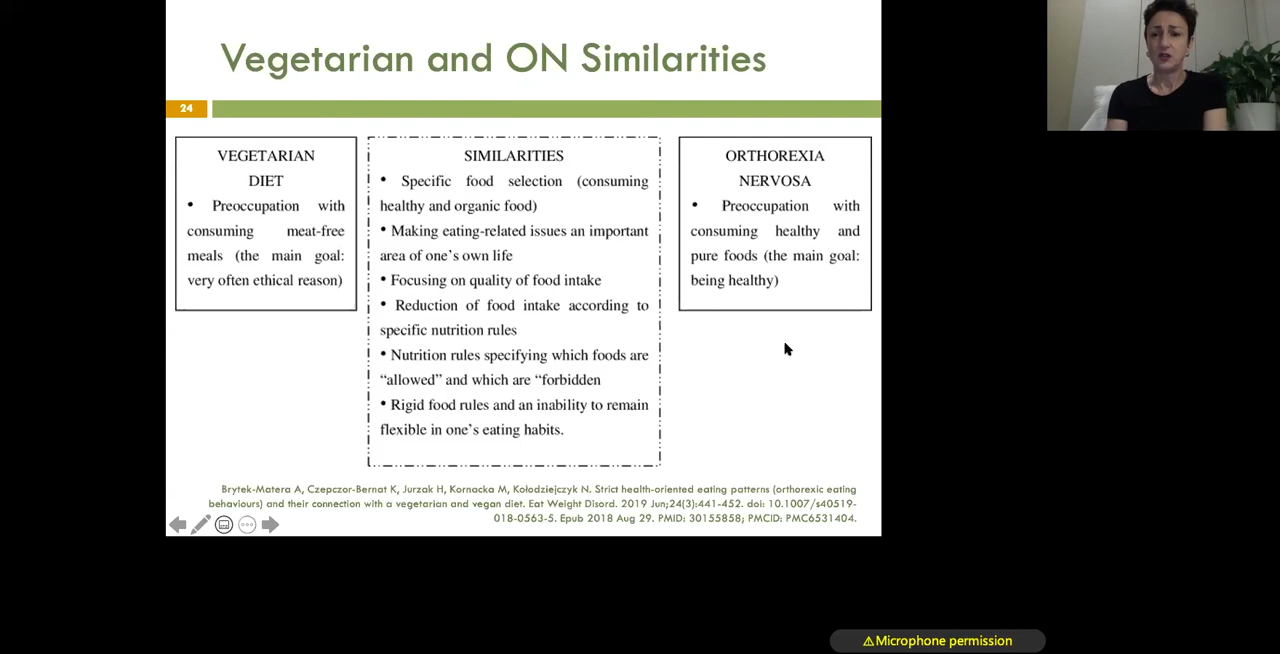 Vegetarian and ON Similarities
24
VEGETARIAN
DIET
• Preoccupation with
consuming meat-free
meals (the main goal:
very often ethical reason)
SIMILARITIES
• Specific food selection (consuming
healthy and organic food)
• Making eating-related issues an important
area of one's own life
• Focusing on quality of food intake
• Reduction of food intake according to
specific nutrition rules
• Nutrition rules specifying which foods are
“allowed” and which are “forbidden
• Rigid food rules and an inability to remain
flexible in one's eating habits.
ORTHOREXIA
NERVOSA
• Preoccupation with
consuming healthy and
pure foods (the main goal:
being healthy)
Brytek-Matera A, Czepczor-Bernat K, Jurzak H, Kornacka M, Kołodziejczyk N. Strict health-oriented eating patterns (orthorexic eating
behaviours) and their connection with a vegetarian and vegan diet. Eat Weight Disord. 2019 Jun;24(3):441-452. doi: 10.1007/s40519-
018-0563-5. Epub 2018 Aug 29. PMID: 30155858; PMCID: PMC6531404.
⚠Microphone permission